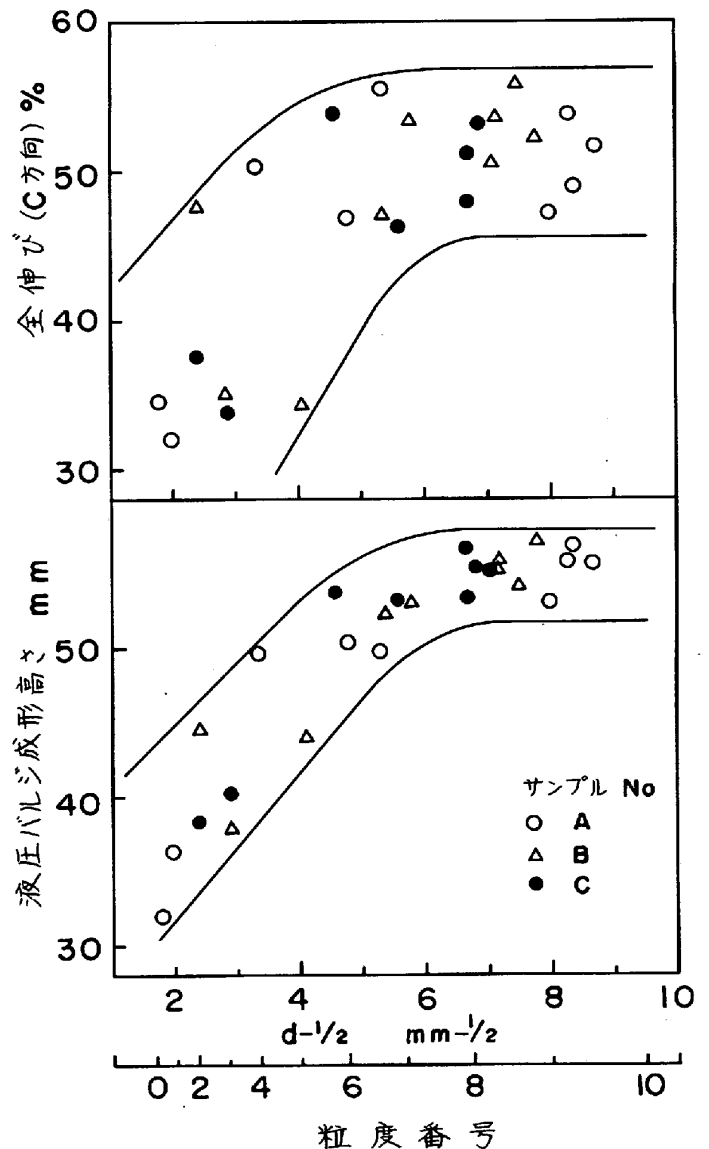 60
50
40
30
全伸び(C方向)%
50
40
30
液圧バルジ成形高さ mm
サンプル No
○ A
△ B
● C
2 4 6 8 10
d-1/2 mm-1/2
0 2 4 6 8 10
粒度番号